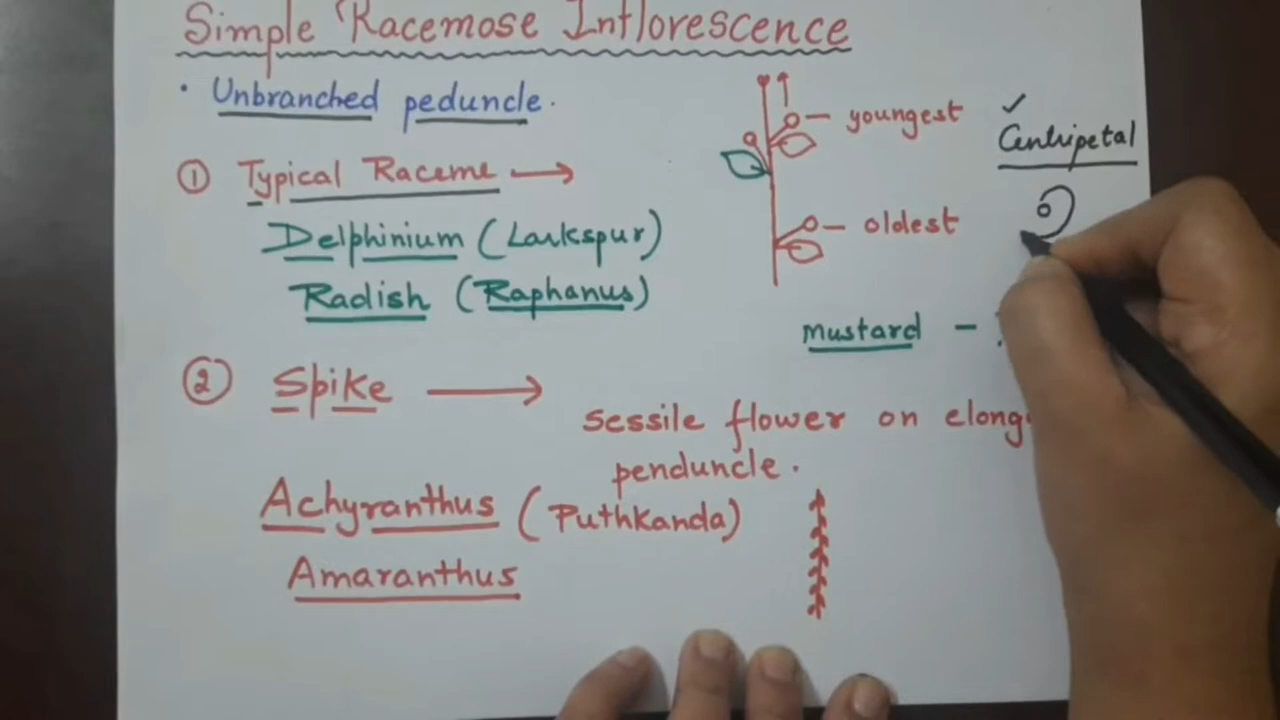 Simple Racemose Inflorescence
· Unbranched peduncle.
① Typical Raceme →
Delphinium (Larkspur)
Radish (Raphanus)
youngest
oldest
Centripetal
mustard -
② Spike →
sessile flower on
penduncle.
Achyranthus (Puthkanda)
Amaranthus